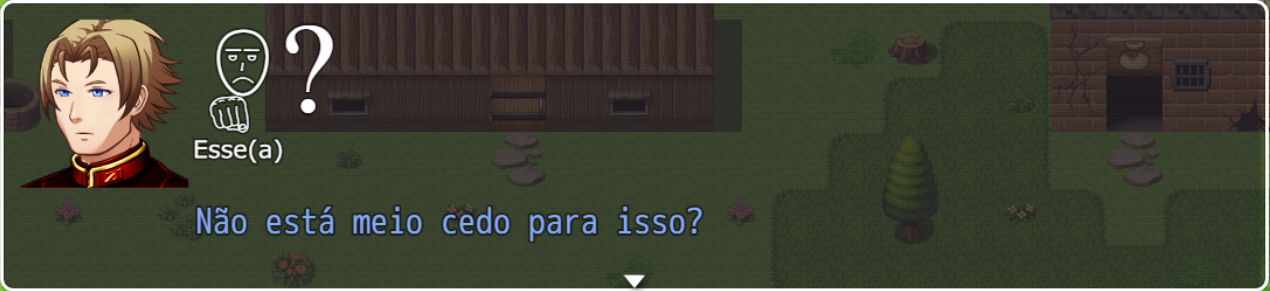 ?
Esse(a)
Não está meio cedo para isso?